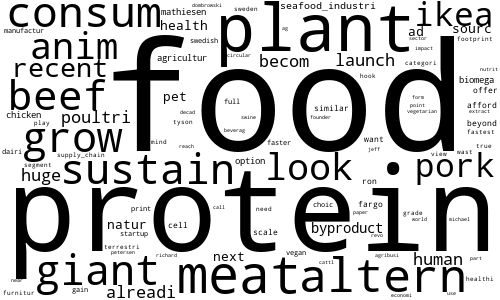 dombrowski
consum
mathiesen
sweden
seafood_industri
plant
ikea
manufactur
health
swedish
ag
ad
sourc
footprint
anim
circular
sector
impact
recent
agricultur
becom
launch
categori
nutrit
food
hook
biomega
beef
pet
full
similar
form
offer
decad
point
afford
chicken
poultri
swine
founder
vegetarian
extract
play
tyson
beverag
beyond
grow
mind
faster
want
fastest
dairi
supply_chain
reach
jeff
wast
true
sustain
option
look
view
pork
segment
huge
ron
protein
print
call
need
choic
fargo
grade
paper
world
michael
natur
cell
byproduct
startup
scale
revo
terrestri
petersen
next
vegan
agribusi
human
part
giant
richard
cattl
meat
altern
healthi
near
furnitur
gain
alreadi
economi
use